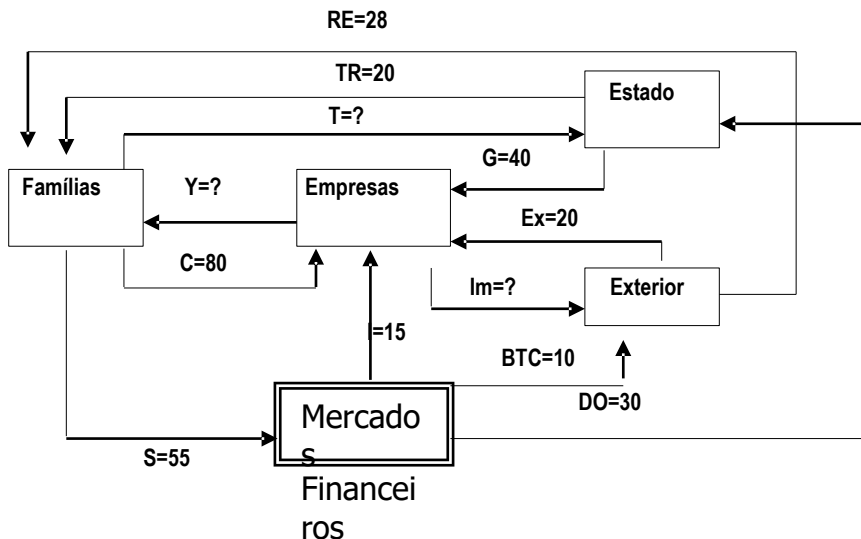 RE=28
TR=20
Estado
T=?
G=40
Famílias
Y=?
Empresas
Ex=20
C=80
Im=?
Exterior
I=15
BTC=10
DO=30
Mercado
s
Financei
ros
S=55